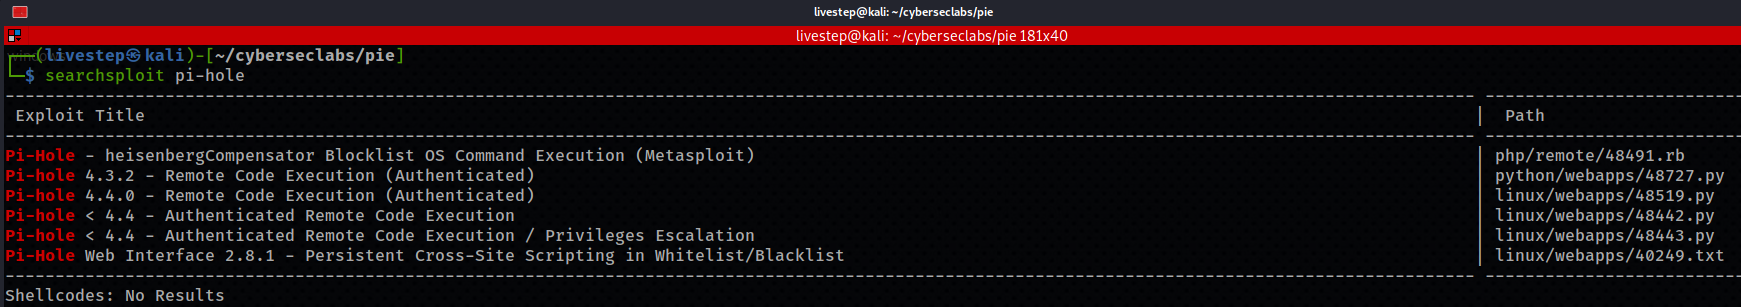 livestep@kali: ~/cyberseclabs/pie
livestep@kali: ~/cyberseclabs/pie 181x40
(livestep㉿kali)-[~/cyberseclabs/pie]
$ searchsploit pi-hole
Exploit Title | Path
Pi-Hole - heisenbergCompensator Blocklist OS Command Execution (Metasploit) | php/remote/48491.rb
Pi-hole 4.3.2 - Remote Code Execution (Authenticated) | python/webapps/48727.py
Pi-hole 4.4.0 - Remote Code Execution (Authenticated) | linux/webapps/48519.py
Pi-hole < 4.4 - Authenticated Remote Code Execution | linux/webapps/48442.py
Pi-hole < 4.4 - Authenticated Remote Code Execution / Privileges Escalation | linux/webapps/48443.py
Pi-Hole Web Interface 2.8.1 - Persistent Cross-Site Scripting in Whitelist/Blacklist | linux/webapps/40249.txt
Shellcodes: No Results